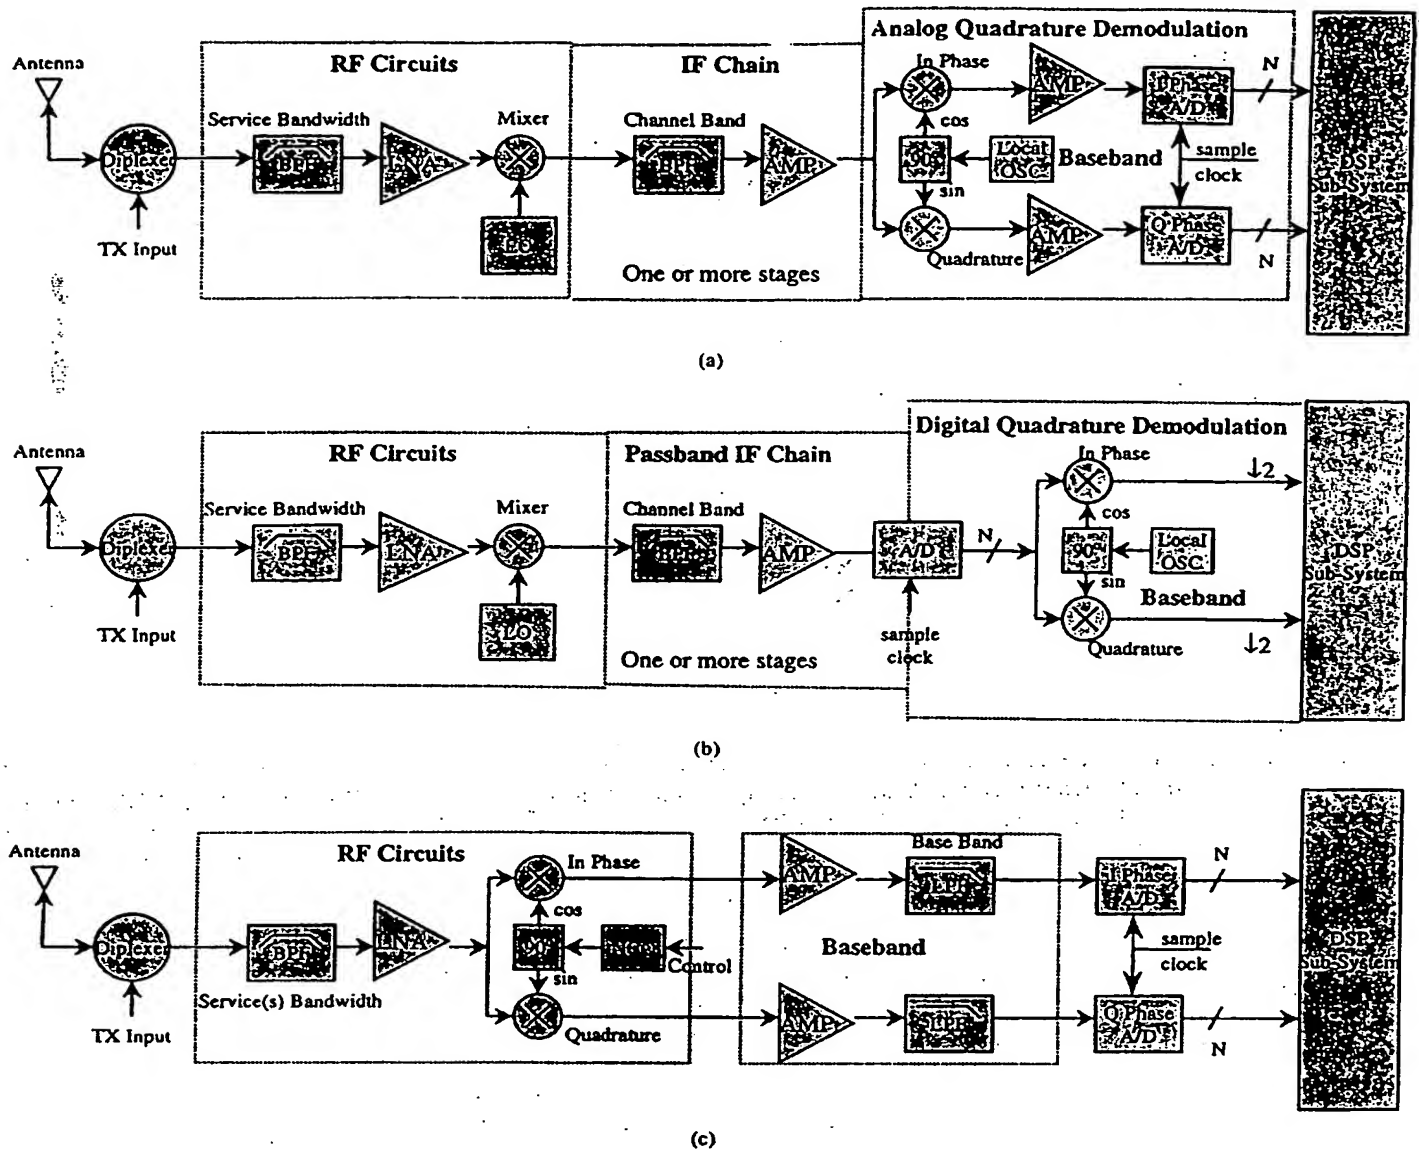 Analog Quadrature Demodulation
Antenna
RF Circuits
IF Chain
In Phase
AMP
I Phase
A/D
N
Service Bandwidth
Mixer
Channel Band
cos
Diplexer
BPF
LNA
BPF
AMP
90°
Local
OSC
Baseband
sample
clock
DSP
Sub-System
sin
TX Input
LO
One or more stages
Quadrature
AMP
Q Phase
A/D
N
(a)
Digital Quadrature Demodulation
Antenna
RF Circuits
Passband IF Chain
In Phase
↓2
Service Bandwidth
Mixer
Channel Band
cos
Diplexer
BPF
LNA
BPF
AMP
A/D
N
90°
Local
OSC
DSP
Sub-System
sin
Baseband
TX Input
LO
One or more stages
sample
clock
Quadrature
↓2
(b)
Antenna
RF Circuits
In Phase
AMP
Base Band
LPF
I Phase
A/D
N
cos
Diplexer
BPF
LNA
90°
Control
Baseband
sample
clock
DSP
Sub-System
sin
Service(s) Bandwidth
TX Input
Quadrature
AMP
LPF
Q Phase
A/D
N
(c)